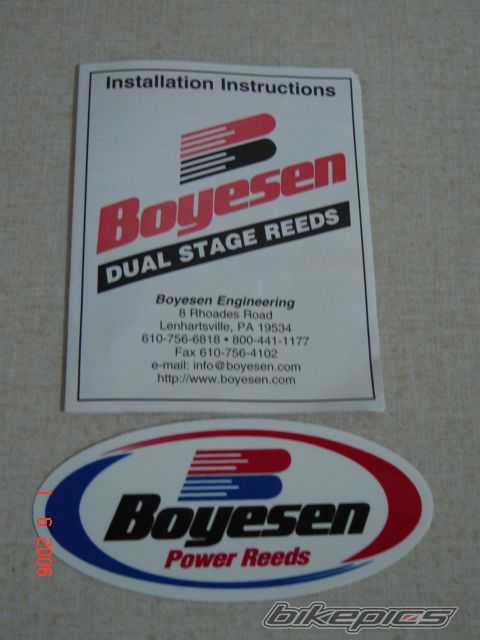 Installation Instructions
Boyesen
DUAL STAGE REEDS
Boyesen Engineering
8 Rhoades Road
Lenhartsville, PA 19534
610-756-6818 • 800-441-1177
Fax 610-756-4102
e-mail: info@boyesen.com
http://www.boyesen.com
Boyesen
Power Reeds
1 6 2006
bikepics